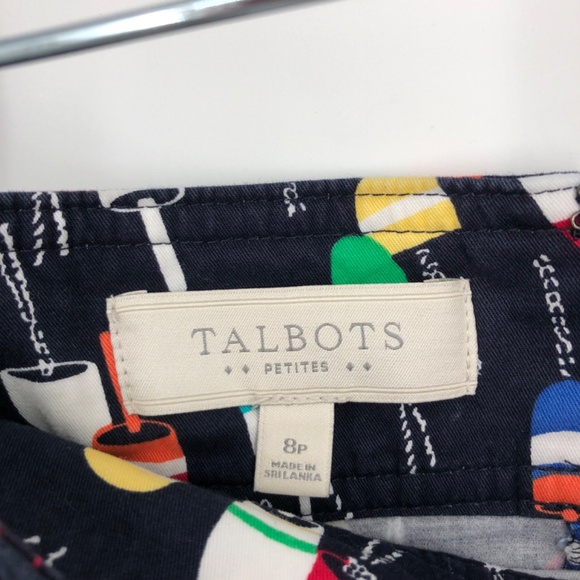 TALBOTS
PETITES
8P
MADE IN
SRI LANKA